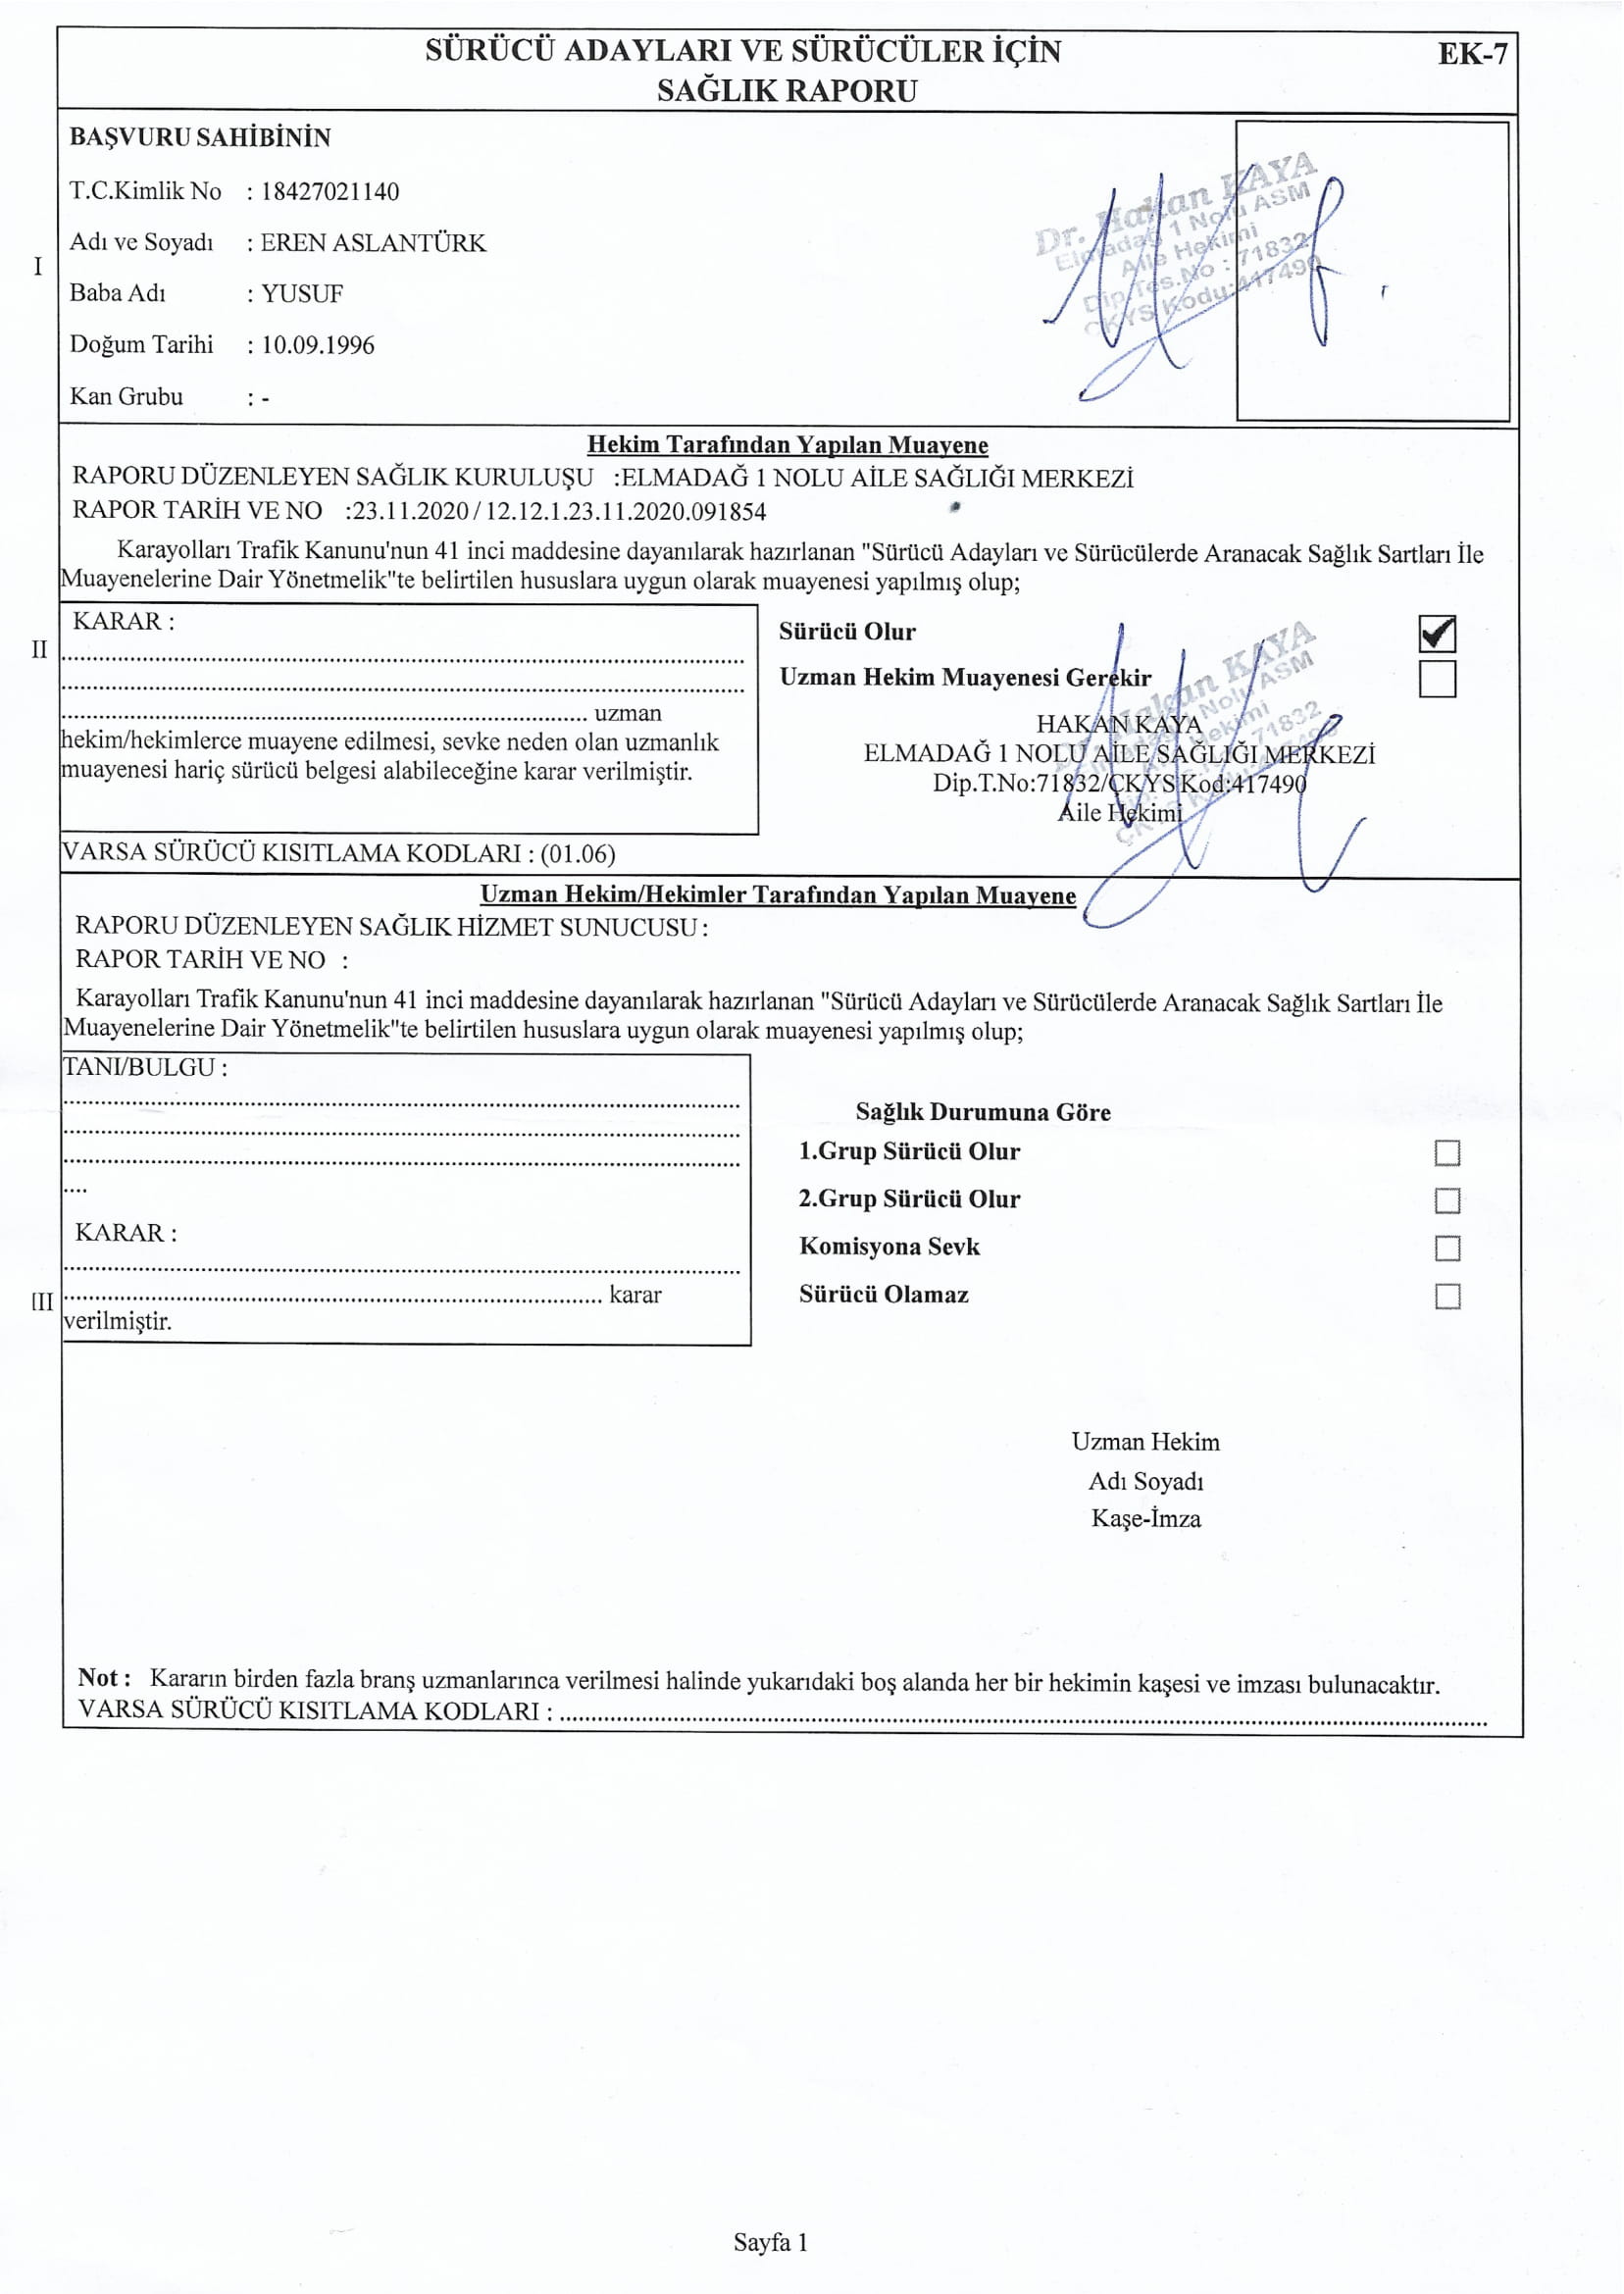 SÜRÜCÜ ADAYLARI VE SÜRÜCÜLER İÇİN
SAĞLIK RAPORU
EK-7
BAŞVURU SAHİBİNİN
T.C.Kimlik No : 18427021140
Adı ve Soyadı : EREN ASLANTÜRK
Baba Adı : YUSUF
Doğum Tarihi : 10.09.1996
Kan Grubu : -
I
Dr. Hakan KAYA
Elmadağ 1 Nolu ASM
Aile Hekimi
Dip.Tes.No : 71832
ÇKYS Kodu:417490
Hekim Tarafından Yapılan Muayene
RAPORU DÜZENLEYEN SAĞLIK KURULUŞU :ELMADAĞ 1 NOLU AİLE SAĞLIĞI MERKEZİ
RAPOR TARİH VE NO :23.11.2020 / 12.12.1.23.11.2020.091854
Karayolları Trafik Kanunu'nun 41 inci maddesine dayanılarak hazırlanan "Sürücü Adayları ve Sürücülerde Aranacak Sağlık Sartları İle
Muayenelerine Dair Yönetmelik"te belirtilen hususlara uygun olarak muayenesi yapılmış olup;
II
KARAR :
........................................................................
........................................................................
........................................................ uzman
hekim/hekimlerce muayene edilmesi, sevke neden olan uzmanlık
muayenesi hariç sürücü belgesi alabileceğine karar verilmiştir.
Sürücü Olur
Uzman Hekim Muayenesi Gerekir
HAKAN KAYA
ELMADAĞ 1 NOLU AİLE SAĞLIĞI MERKEZİ
Dip.T.No:71832/ÇKYS Kod:417490
Aile Hekimi
Dr. Hakan KAYA
Nolu ASM
Hekimi
71832
VARSA SÜRÜCÜ KISITLAMA KODLARI : (01.06)
Uzman Hekim/Hekimler Tarafından Yapılan Muayene
RAPORU DÜZENLEYEN SAĞLIK HİZMET SUNUCUSU :
RAPOR TARİH VE NO :
Karayolları Trafik Kanunu'nun 41 inci maddesine dayanılarak hazırlanan "Sürücü Adayları ve Sürücülerde Aranacak Sağlık Sartları İle
Muayenelerine Dair Yönetmelik"te belirtilen hususlara uygun olarak muayenesi yapılmış olup;
III
TANI/BULGU :
........................................................................
........................................................................
........................................................................
....
KARAR :
........................................................................
........................................................ karar
verilmiştir.
Sağlık Durumuna Göre
1.Grup Sürücü Olur
2.Grup Sürücü Olur
Komisyona Sevk
Sürücü Olamaz
Uzman Hekim
Adı Soyadı
Kaşe-İmza
Not : Kararın birden fazla branş uzmanlarınca verilmesi halinde yukarıdaki boş alanda her bir hekimin kaşesi ve imzası bulunacaktır.
VARSA SÜRÜCÜ KISITLAMA KODLARI : ........................................................................
Sayfa 1